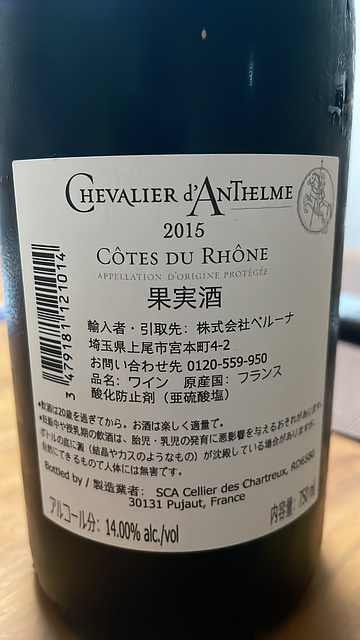 CHEVALIER d'ANTHELME
2015
CÔTES DU RHÔNE
APPELLATION D'ORIGINE PROTÉGÉE
果実酒
輸入者・引取先: 株式会社ベルーナ
埼玉県上尾市宮本町4-2
お問い合わせ先 0120-559-950
品名: ワイン 原産国: フランス
酸化防止剤(亜硫酸塩)
•飲酒は20歳を過ぎてから。お酒は楽しく適量で。
•妊娠中や授乳期の飲酒は、胎児・乳児の発育に悪影響を与えるおそれがあります。
ボトルの底に澱(結晶やカスのようなもの)が沈殿している場合がありますが、
自然にできるもので人体には無害です。
Bottled by / 製造業者: SCA Cellier des Chartreux, RD6580
30131 Pujaut, France
アルコール分: 14.00% alc./vol
内容量: 750 ml
3 479181 121014